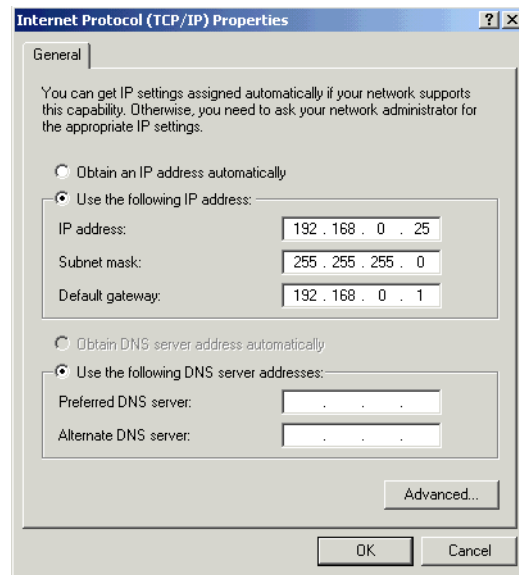 Internet Protocol (TCP/IP) Properties
General
You can get IP settings assigned automatically if your network supports
this capability. Otherwise, you need to ask your network administrator for
the appropriate IP settings.
Obtain an IP address automatically
Use the following IP address:
IP address: 192 . 168 . 0 . 25
Subnet mask: 255 . 255 . 255 . 0
Default gateway: 192 . 168 . 0 . 1
Obtain DNS server address automatically
Use the following DNS server addresses:
Preferred DNS server: . . .
Alternate DNS server: . . .
Advanced...
OK Cancel